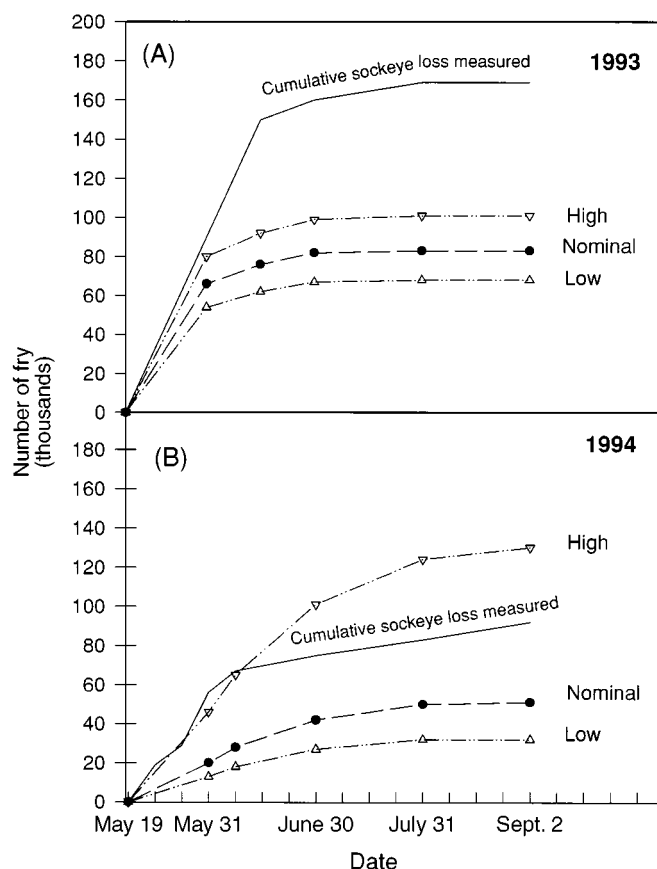 Number of fry
(thousands)
200
180
160
140
120
100
80
60
40
20
0
(A)
1993
Cumulative sockeye loss measured
High
Nominal
Low
180
160
140
120
100
80
60
40
20
0
(B)
1994
High
Cumulative sockeye loss measured
Nominal
Low
May 19 May 31 June 30 July 31 Sept. 2
Date